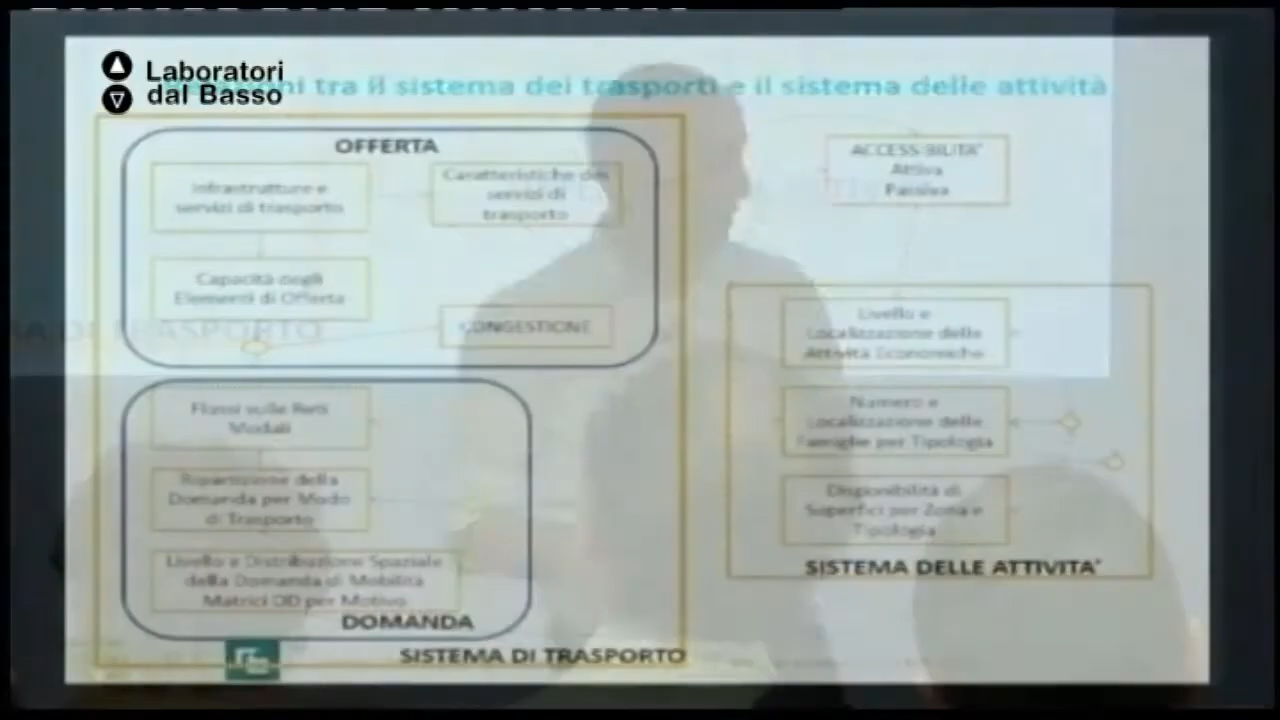 Laboratori
dal Basso
tra il sistema dei trasporti e il sistema delle attività
OFFERTA
Infrastrutture e
servizi di trasporto
Caratteristiche dei
servizi di
trasporto
Capacità degli
Elementi di Offerta
CONGESTIONE
Flussi sulle Reti
Modali
Ripartizione della
Domanda per Modo
di Trasporto
Livello e Distribuzione Spaziale
della Domanda di Mobilità
Matrici OD per Motivo
DOMANDA
SISTEMA DI TRASPORTO
ACCESSIBILITA'
Attiva
Passiva
Livello e
Localizzazione delle
Attività Economiche
Numero e
Localizzazione delle
Famiglie per Tipologia
Disponibilità di
Superfici per Zona e
Tipologia
SISTEMA DELLE ATTIVITA'
DI TRASPORTO